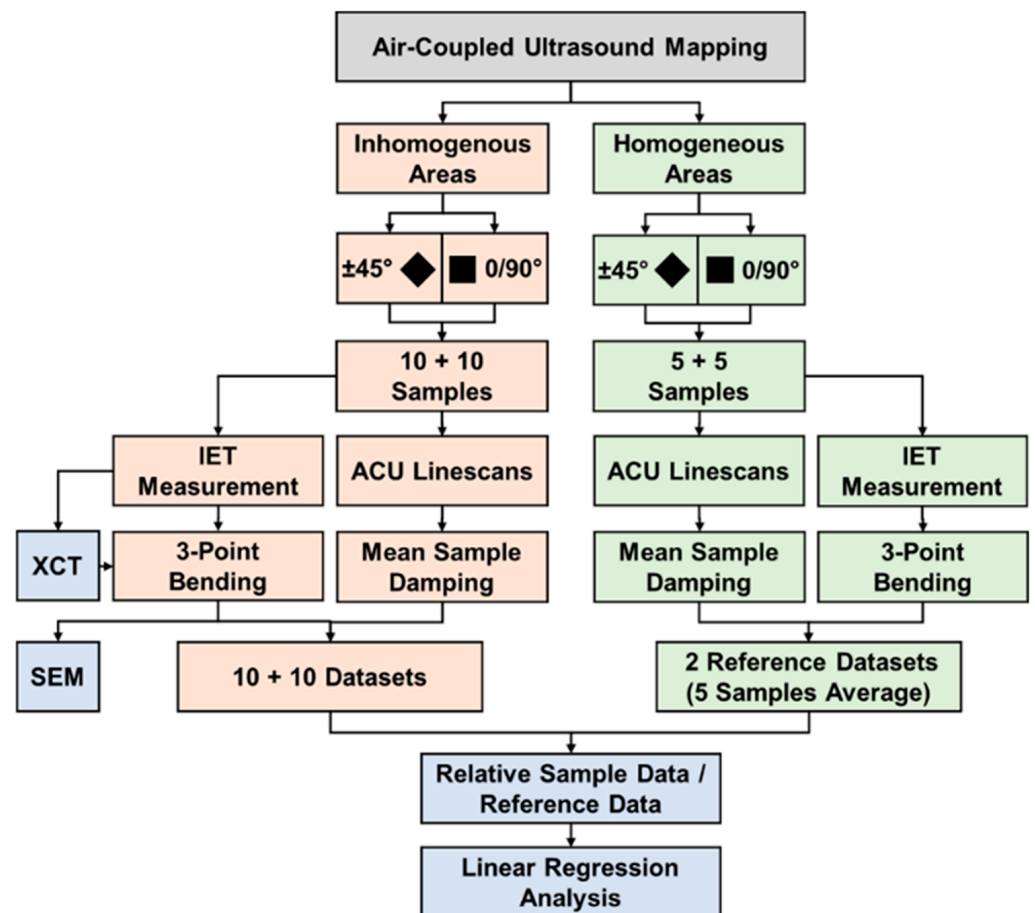 Air-Coupled Ultrasound Mapping
Inhomogenous
Areas
Homogeneous
Areas
±45° 0/90°
±45° 0/90°
10 + 10
Samples
5 + 5
Samples
IET
Measurement
ACU Linescans
ACU Linescans
IET
Measurement
XCT
3-Point
Bending
Mean Sample
Damping
Mean Sample
Damping
3-Point
Bending
SEM
10 + 10 Datasets
2 Reference Datasets
(5 Samples Average)
Relative Sample Data /
Reference Data
Linear Regression
Analysis